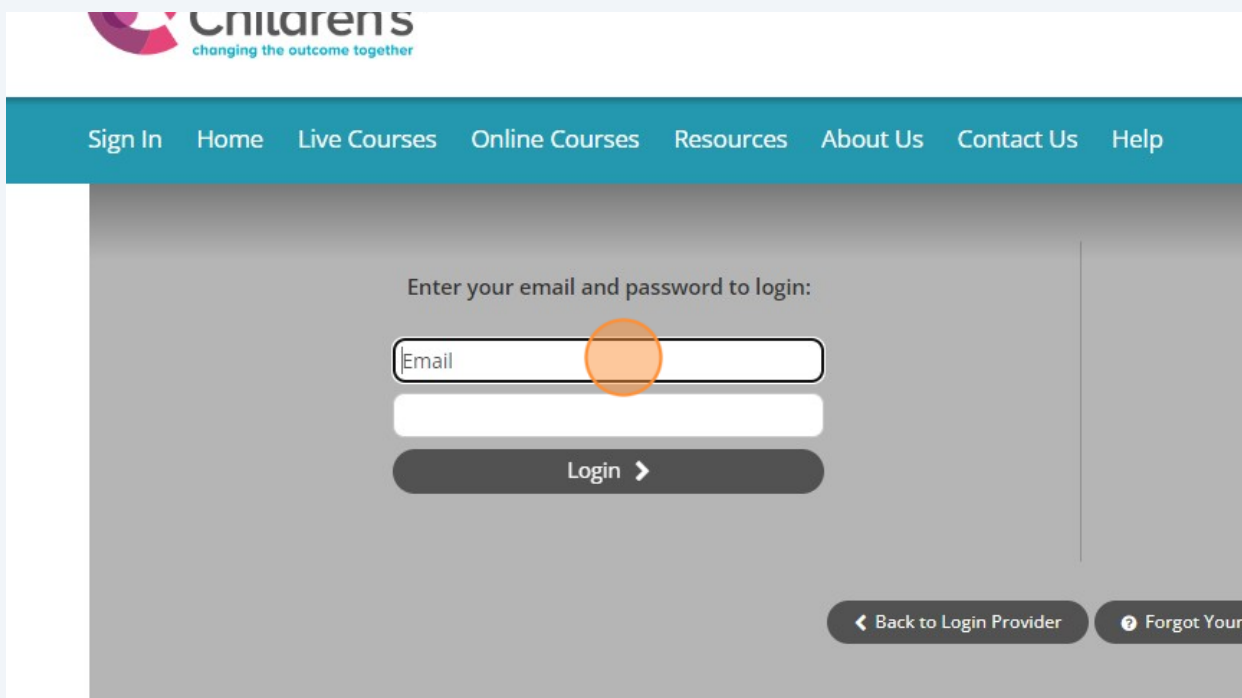 Children's
changing the outcome together
Sign In Home Live Courses Online Courses Resources About Us Contact Us Help
Enter your email and password to login:
Email
Login
Back to Login Provider Forgot Your